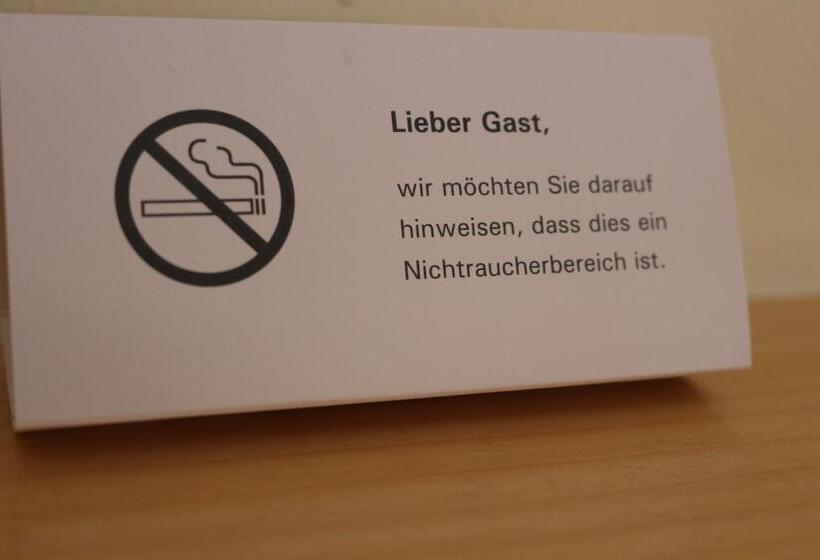 Lieber Gast,
wir möchten Sie darauf
hinweisen, dass dies ein
Nichtraucherbereich ist.